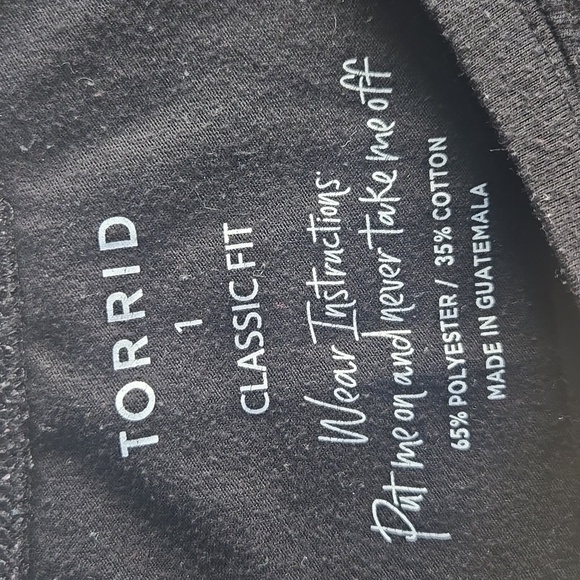 TORRID
1
CLASSIC FIT
Wear Instructions:
Put me on and never take me off
65% POLYESTER / 35% COTTON
MADE IN GUATEMALA